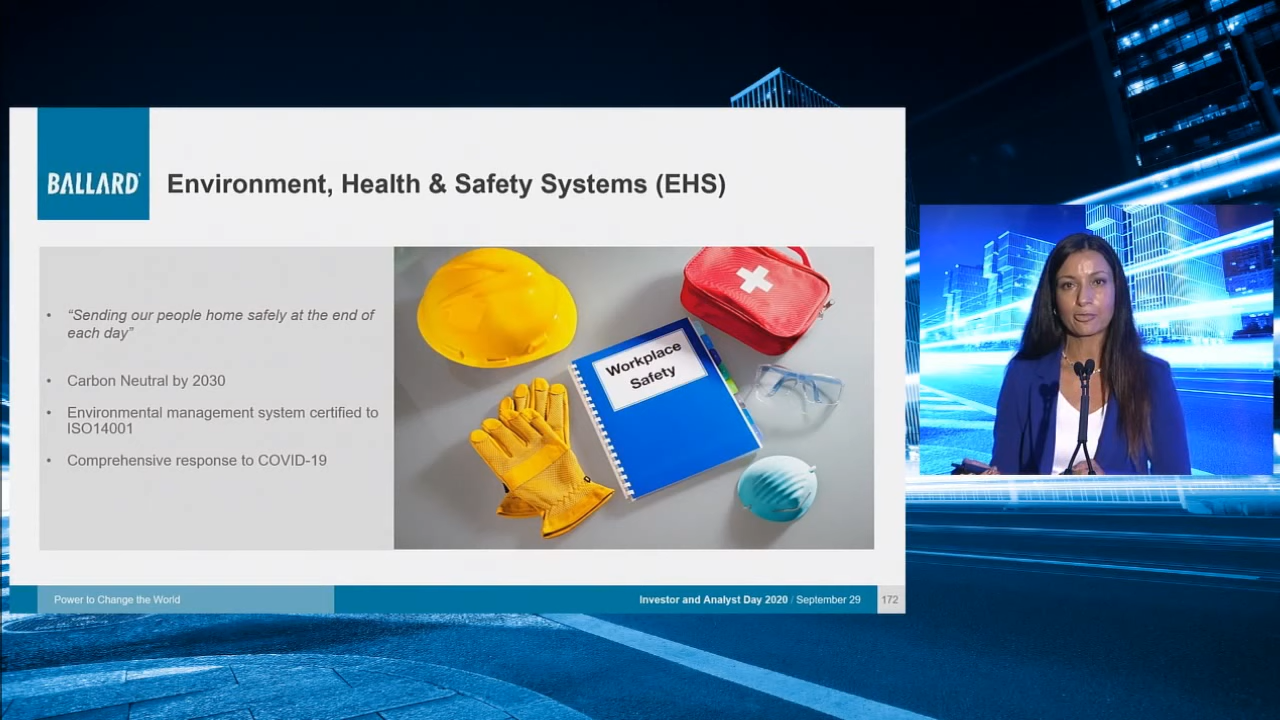 BALLARD
Environment, Health & Safety Systems (EHS)
• “Sending our people home safely at the end of
each day”
• Carbon Neutral by 2030
• Environmental management system certified to
ISO14001
• Comprehensive response to COVID-19
Workplace
Safety
Power to Change the World
Investor and Analyst Day 2020 / September 29
172